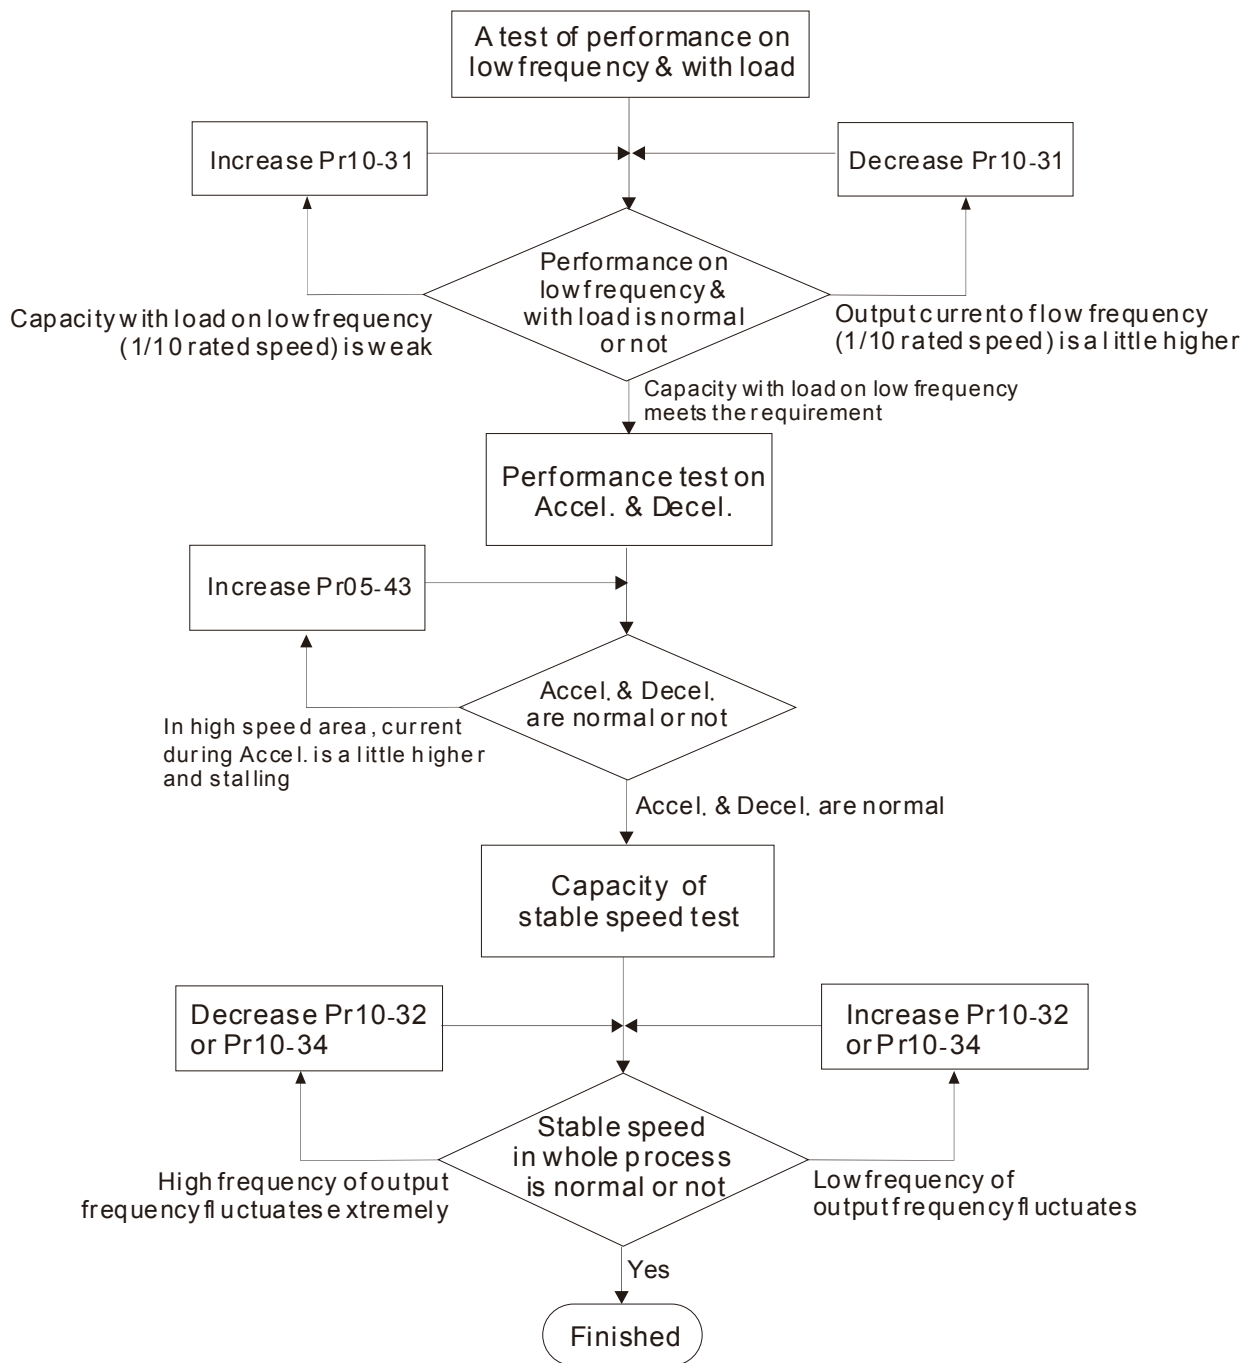 A test of performance on
low frequency & with load
Increase Pr10-31
Decrease Pr10-31
Performance on
low frequency &
with load is normal
or not
Capacity with load on low frequency
(1/10 rated speed) is weak
Output current of low frequency
(1/10 rated speed) is a little higher
Capacity with load on low frequency
meets the requirement
Performance test on
Accel. & Decel.
Increase Pr05-43
Accel. & Decel.
are normal or not
In high speed area, current
during Accel. is a little higher
and stalling
Accel. & Decel. are normal
Capacity of
stable speed test
Decrease Pr10-32
or Pr10-34
Increase Pr10-32
or Pr10-34
Stable speed
in whole process
is normal or not
High frequency of output
frequency fluctuates extremely
Low frequency of
output frequency fluctuates
Yes
Finished